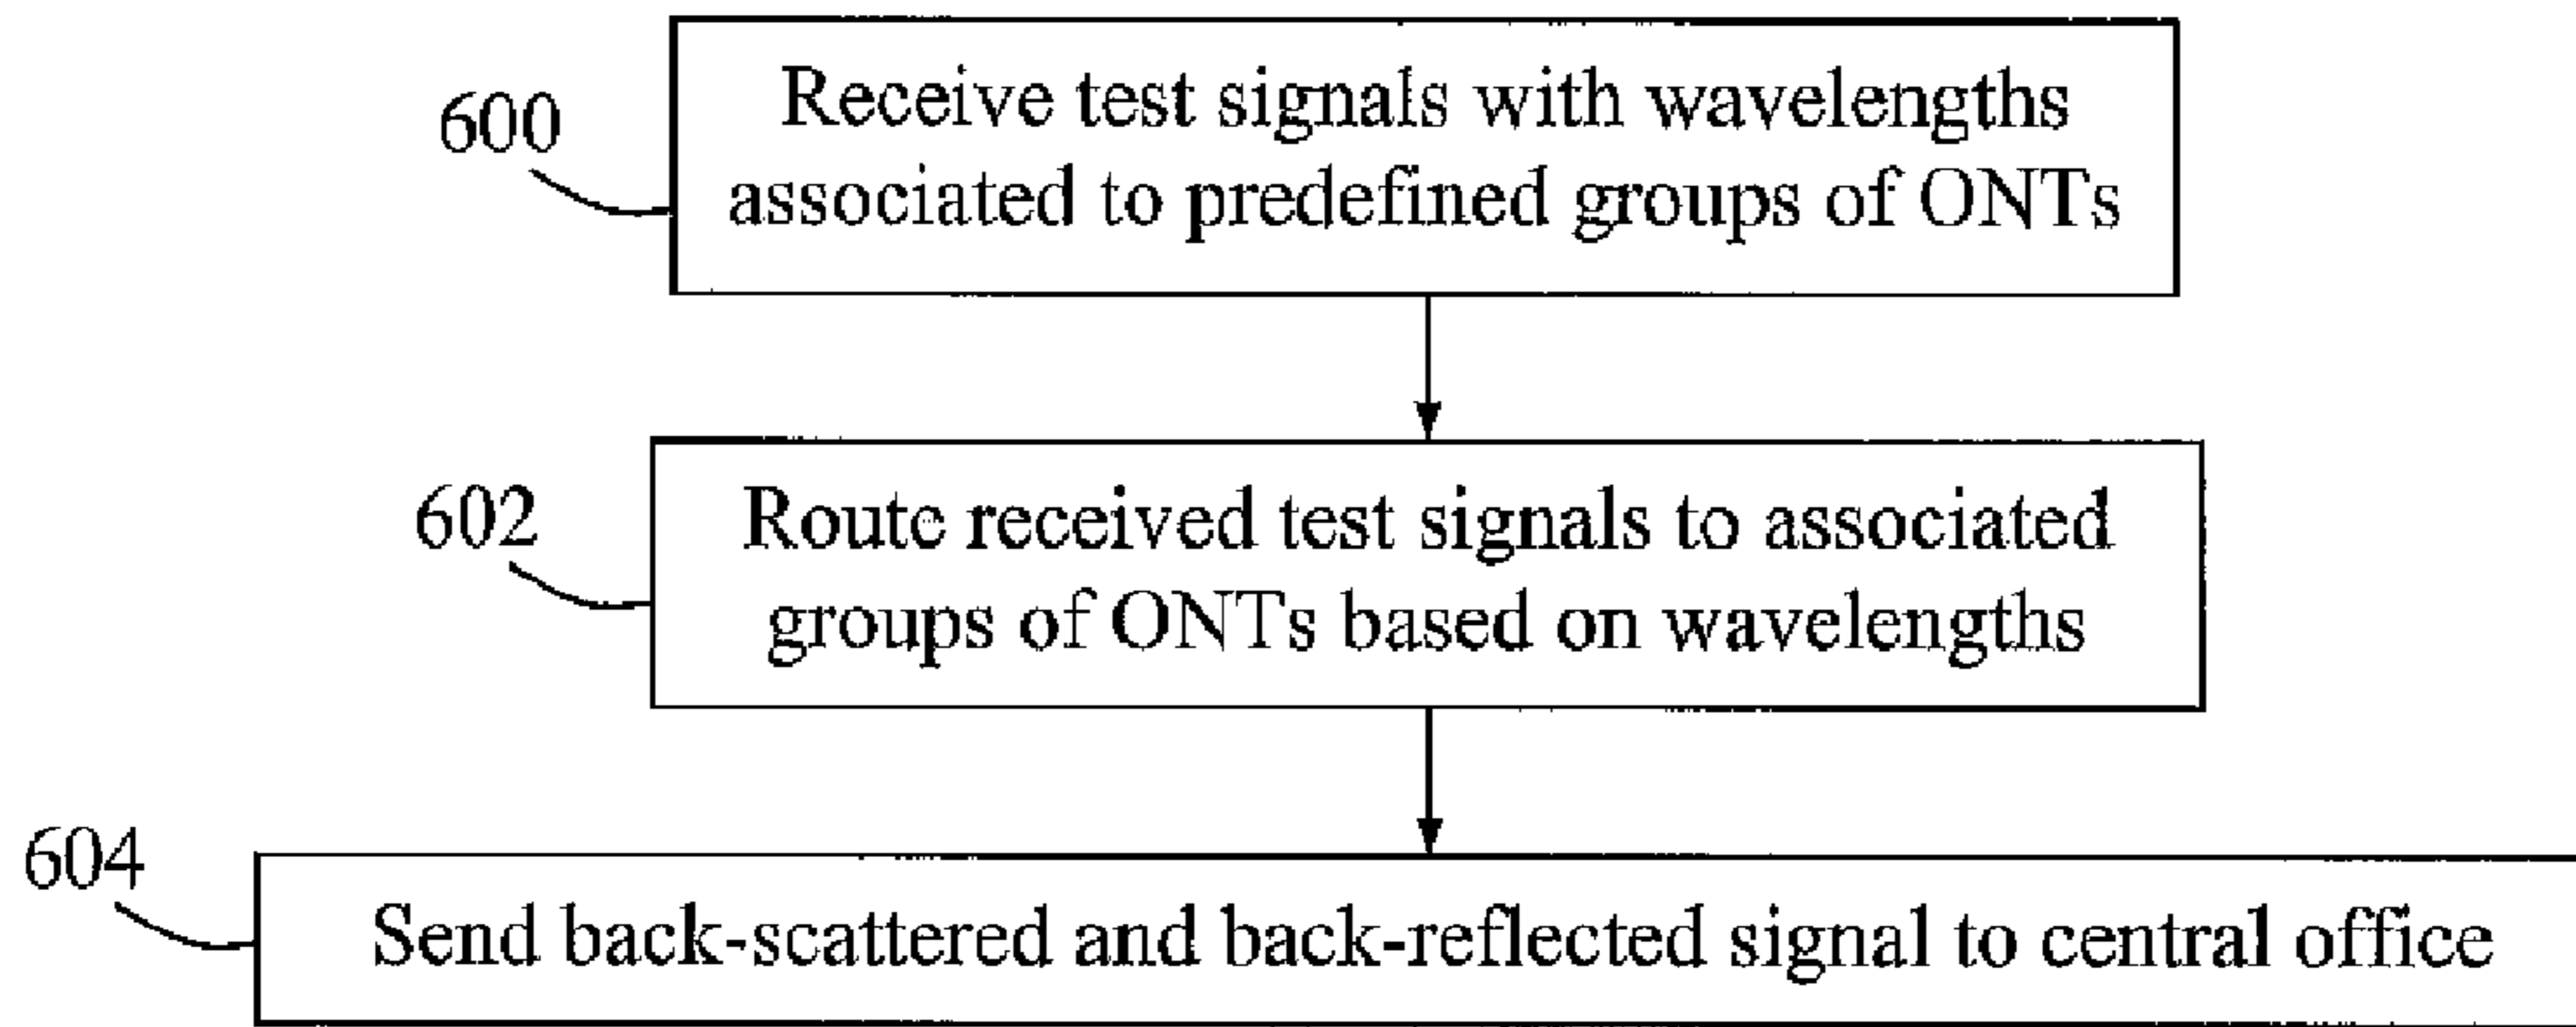 600
Receive test signals with wavelengths
associated to predefined groups of ONTs
602
Route received test signals to associated
groups of ONTs based on wavelengths
604
Send back-scattered and back-reflected signal to central office